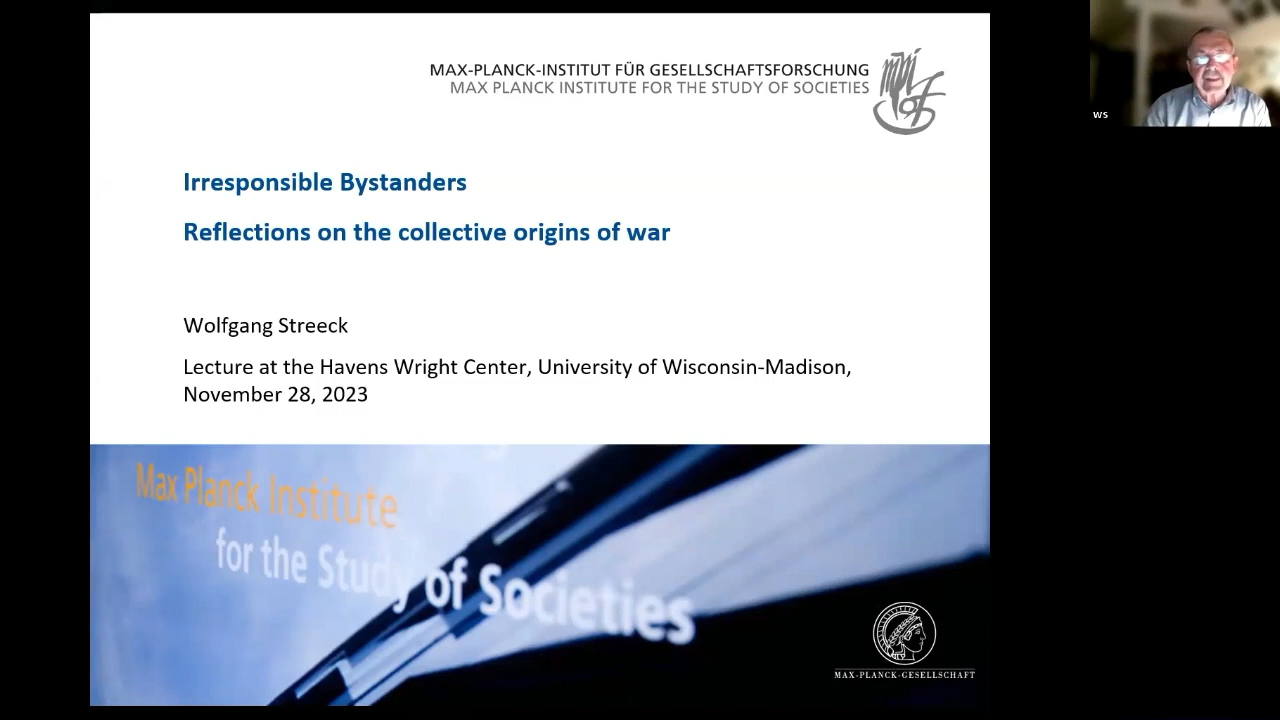 MAX-PLANCK-INSTITUT FÜR GESELLSCHAFTSFORSCHUNG
MAX PLANCK INSTITUTE FOR THE STUDY OF SOCIETIES
mpifg
ws
Irresponsible Bystanders
Reflections on the collective origins of war
Wolfgang Streeck
Lecture at the Havens Wright Center, University of Wisconsin-Madison,
November 28, 2023
Max Planck Institute
for the Study of Societies
MAX-PLANCK-GESELLSCHAFT